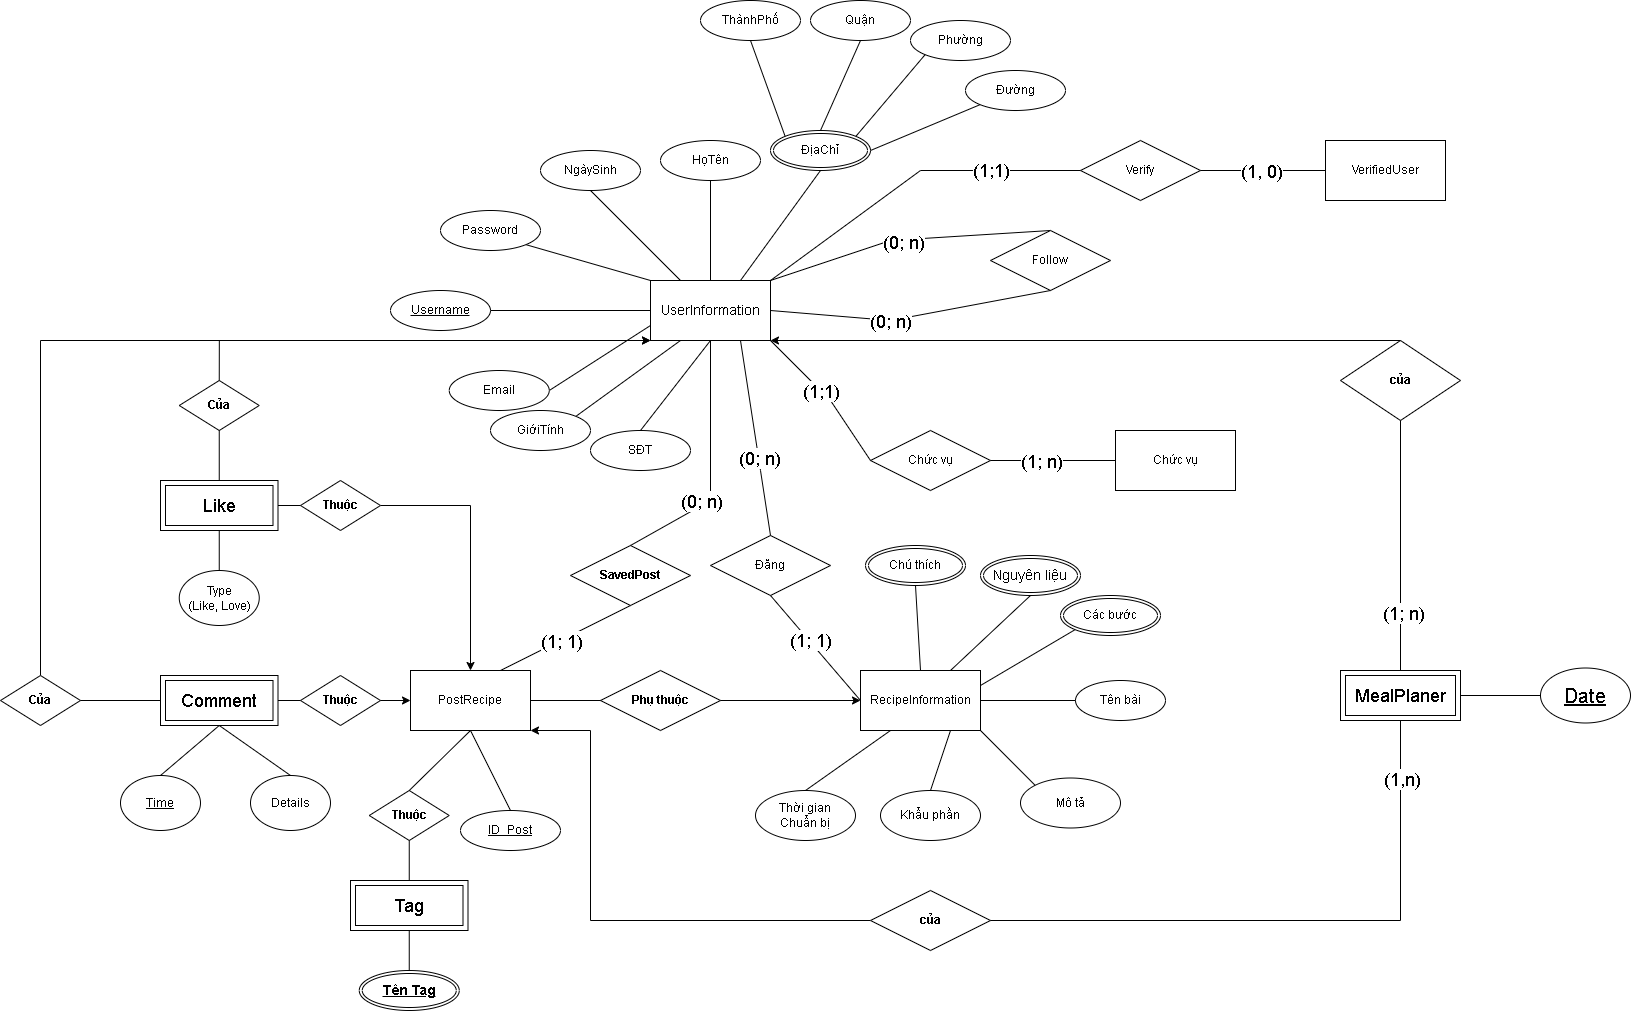 ThànhPhố
Quận
Phường
Đường
ĐịaChỉ
HọTên
NgàySinh
(1;1)
Verify
(1, 0)
VerifiedUser
Password
(0; n)
Follow
Username
UserInformation
(0; n)
Email
GiớiTính
SĐT
(1;1)
của
Của
(0; n)
Chức vụ
(1; n)
Chức vụ
Like
Thuộc
(0; n)
Type
(Like, Love)
SavedPost
Đăng
Chú thích
Nguyên liệu
Các bước
(1; n)
(1; 1)
(1; 1)
Của
Comment
Thuộc
PostRecipe
Phụ thuộc
RecipeInformation
Tên bài
MealPlaner
Date
(1,n)
Time
Details
Thuộc
ID_Post
Thời gian
Chuẩn bị
Khẩu phần
Mô tả
Tag
của
Tên Tag